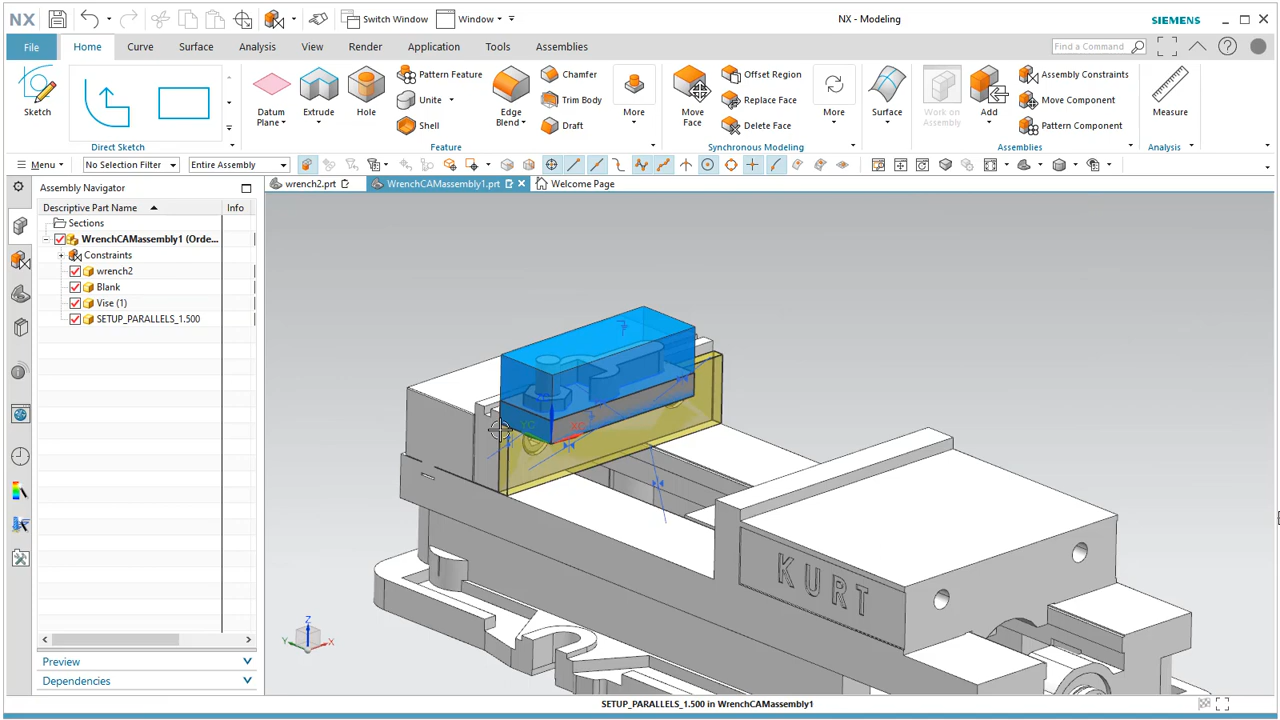 NX
Switch Window
Window
NX - Modeling
SIEMENS
File
Home
Curve
Surface
Analysis
View
Render
Application
Tools
Assemblies
Find a Command
Sketch
Direct Sketch
Datum
Plane
Extrude
Hole
Pattern Feature
Unite
Shell
Edge
Blend
Chamfer
Trim Body
Draft
More
Feature
Move
Face
Offset Region
Replace Face
Delete Face
More
Synchronous Modeling
Surface
Work on
Assembly
Add
Assembly Constraints
Move Component
Pattern Component
Assemblies
Measure
Analysis
Menu
No Selection Filter
Entire Assembly
Assembly Navigator
wrench2.prt
WrenchCAMassembly1.prt
Welcome Page
Descriptive Part Name
Info
Sections
WrenchCAMassembly1 (Orde...
Constraints
wrench2
Blank
Vise (1)
SETUP_PARALLELS_1.500
YC
XC
KURT
Z
Y
X
Preview
Dependencies
SETUP_PARALLELS_1.500 in WrenchCAMassembly1